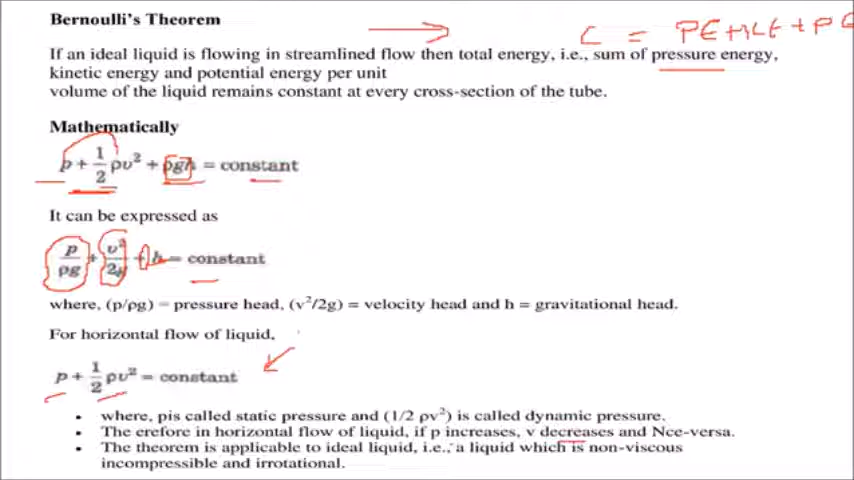 Bernoulli's Theorem
C = PE+KE+P
If an ideal liquid is flowing in streamlined flow then total energy, i.e., sum of pressure energy,
kinetic energy and potential energy per unit
volume of the liquid remains constant at every cross-section of the tube.
Mathematically
p + 1/2 ρυ² + ρgh = constant
It can be expressed as
p/ρg + υ²/2g + h = constant
where, (p/ρg) = pressure head, (v²/2g) = velocity head and h = gravitational head.
For horizontal flow of liquid,
p + 1/2 ρυ² = constant
• where, pis called static pressure and (1/2 ρv²) is called dynamic pressure.
• The erefore in horizontal flow of liquid, if p increases, v decreases and Nce-versa.
• The theorem is applicable to ideal liquid, i.e., a liquid which is non-viscous
incompressible and irrotational.